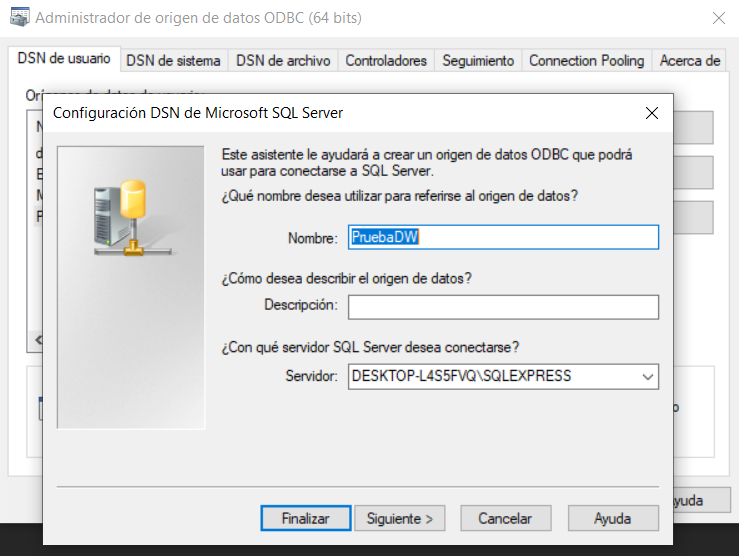 Administrador de origen de datos ODBC (64 bits)
DSN de usuario DSN de sistema DSN de archivo Controladores Seguimiento Connection Pooling Acerca de
Configuración DSN de Microsoft SQL Server
Este asistente le ayudará a crear un origen de datos ODBC que podrá
usar para conectarse a SQL Server.
¿Qué nombre desea utilizar para referirse al origen de datos?
Nombre: PruebaDW
¿Cómo desea describir el origen de datos?
Descripción:
¿Con qué servidor SQL Server desea conectarse?
Servidor: DESKTOP-L4S5FVQ\SQLEXPRESS
Finalizar Siguiente > Cancelar Ayuda